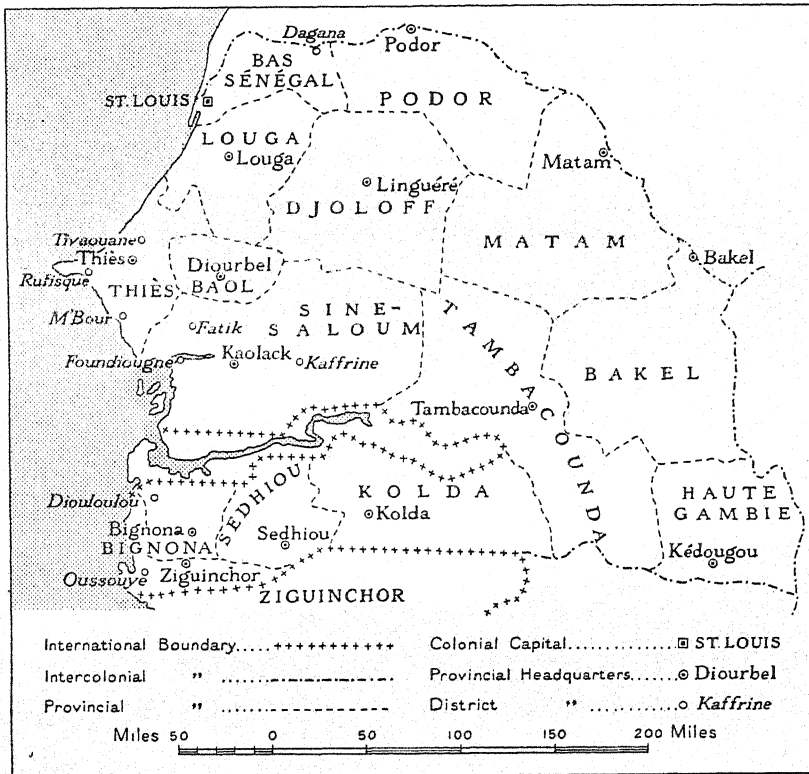 Dagana
Podor
BAS
SÉNÉGAL
ST. LOUIS
PODOR
LOUGA
Louga
Matam
Linguéré
DJOLOFF
MATAM
Tivaouane
Thiès
Diourbel
Bakel
Rufisque
THIÈS
BAOL
SINE-
SALOUM
M'Bour
Fatik
TAMBACOUNDA
Foundiougne
Kaolack
Kaffrine
BAKEL
Tambacounda
SEDHIOU
KOLDA
HAUTE
GAMBIE
Diouloulou
Kolda
Bignona
BIGNONA
Sedhiou
Kédougou
Oussouye
Ziguinchor
ZIGUINCHOR
International Boundary.....
Colonial Capital............ ST. LOUIS
Intercolonial " .....
Provincial Headquarters...... Diourbel
Provincial " .....
District " ........... Kaffrine
Miles 50 0 50 100 150 200 Miles